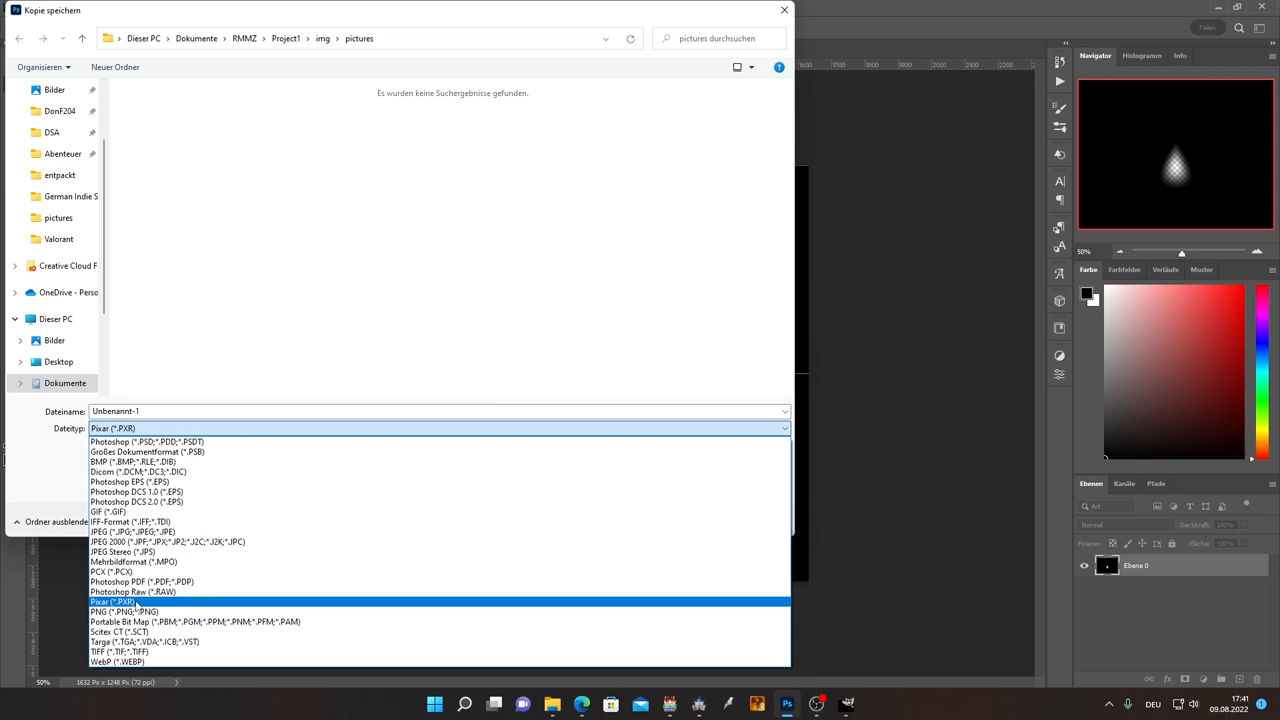 Kopie speichern
Teilen
Dieser PC
Dokumente
RMMZ
Project1
img
pictures
pictures durchsuchen
Organisieren
Neuer Ordner
Navigator
Histogramm
Info
1600 1700 1800 1900 2000 2100 2200
Es wurden keine Suchergebnisse gefunden.
Bilder
DonF204
DSA
Abenteuer
entpackt
German Indie S
pictures
Valorant
Creative Cloud F
OneDrive - Perso
Dieser PC
Bilder
Desktop
Dokumente
50%
Farbe
Farbfelder
Verläufe
Muster
Dateiname:
Unbenannt-1
Dateityp:
Pixar (*.PXR)
Photoshop (*.PSD;*.PDD;*.PSDT)
Großes Dokumentformat (*.PSB)
BMP (*.BMP;*.RLE;*.DIB)
Dicom (*.DCM;*.DC3;*.DIC)
Photoshop EPS (*.EPS)
Photoshop DCS 1.0 (*.EPS)
Photoshop DCS 2.0 (*.EPS)
GIF (*.GIF)
IFF-Format (*.IFF;*.TDI)
JPEG (*.JPG;*.JPEG;*.JPE)
JPEG 2000 (*.JPF;*.JPX;*.JP2;*.J2C;*.J2K;*.JPC)
JPEG Stereo (*.JPS)
Mehrbildformat (*.MPO)
PCX (*.PCX)
Photoshop PDF (*.PDF;*.PDP)
Photoshop Raw (*.RAW)
Pixar (*.PXR)
PNG (*.PNG;*.PNG)
Portable Bit Map (*.PBM;*.PGM;*.PPM;*.PNM;*.PFM;*.PAM)
Scitex CT (*.SCT)
Targa (*.TGA;*.VDA;*.ICB;*.VST)
TIFF (*.TIF;*.TIFF)
WebP (*.WEBP)
Ordner ausblende
Ebenen
Kanäle
Pfade
Art
Normal
Deckkraft: 100%
Fixieren:
Fläche: 100%
Ebene 0
50%
1632 Px x 1248 Px (72 ppi)
DEU
17:41
09.08.2022